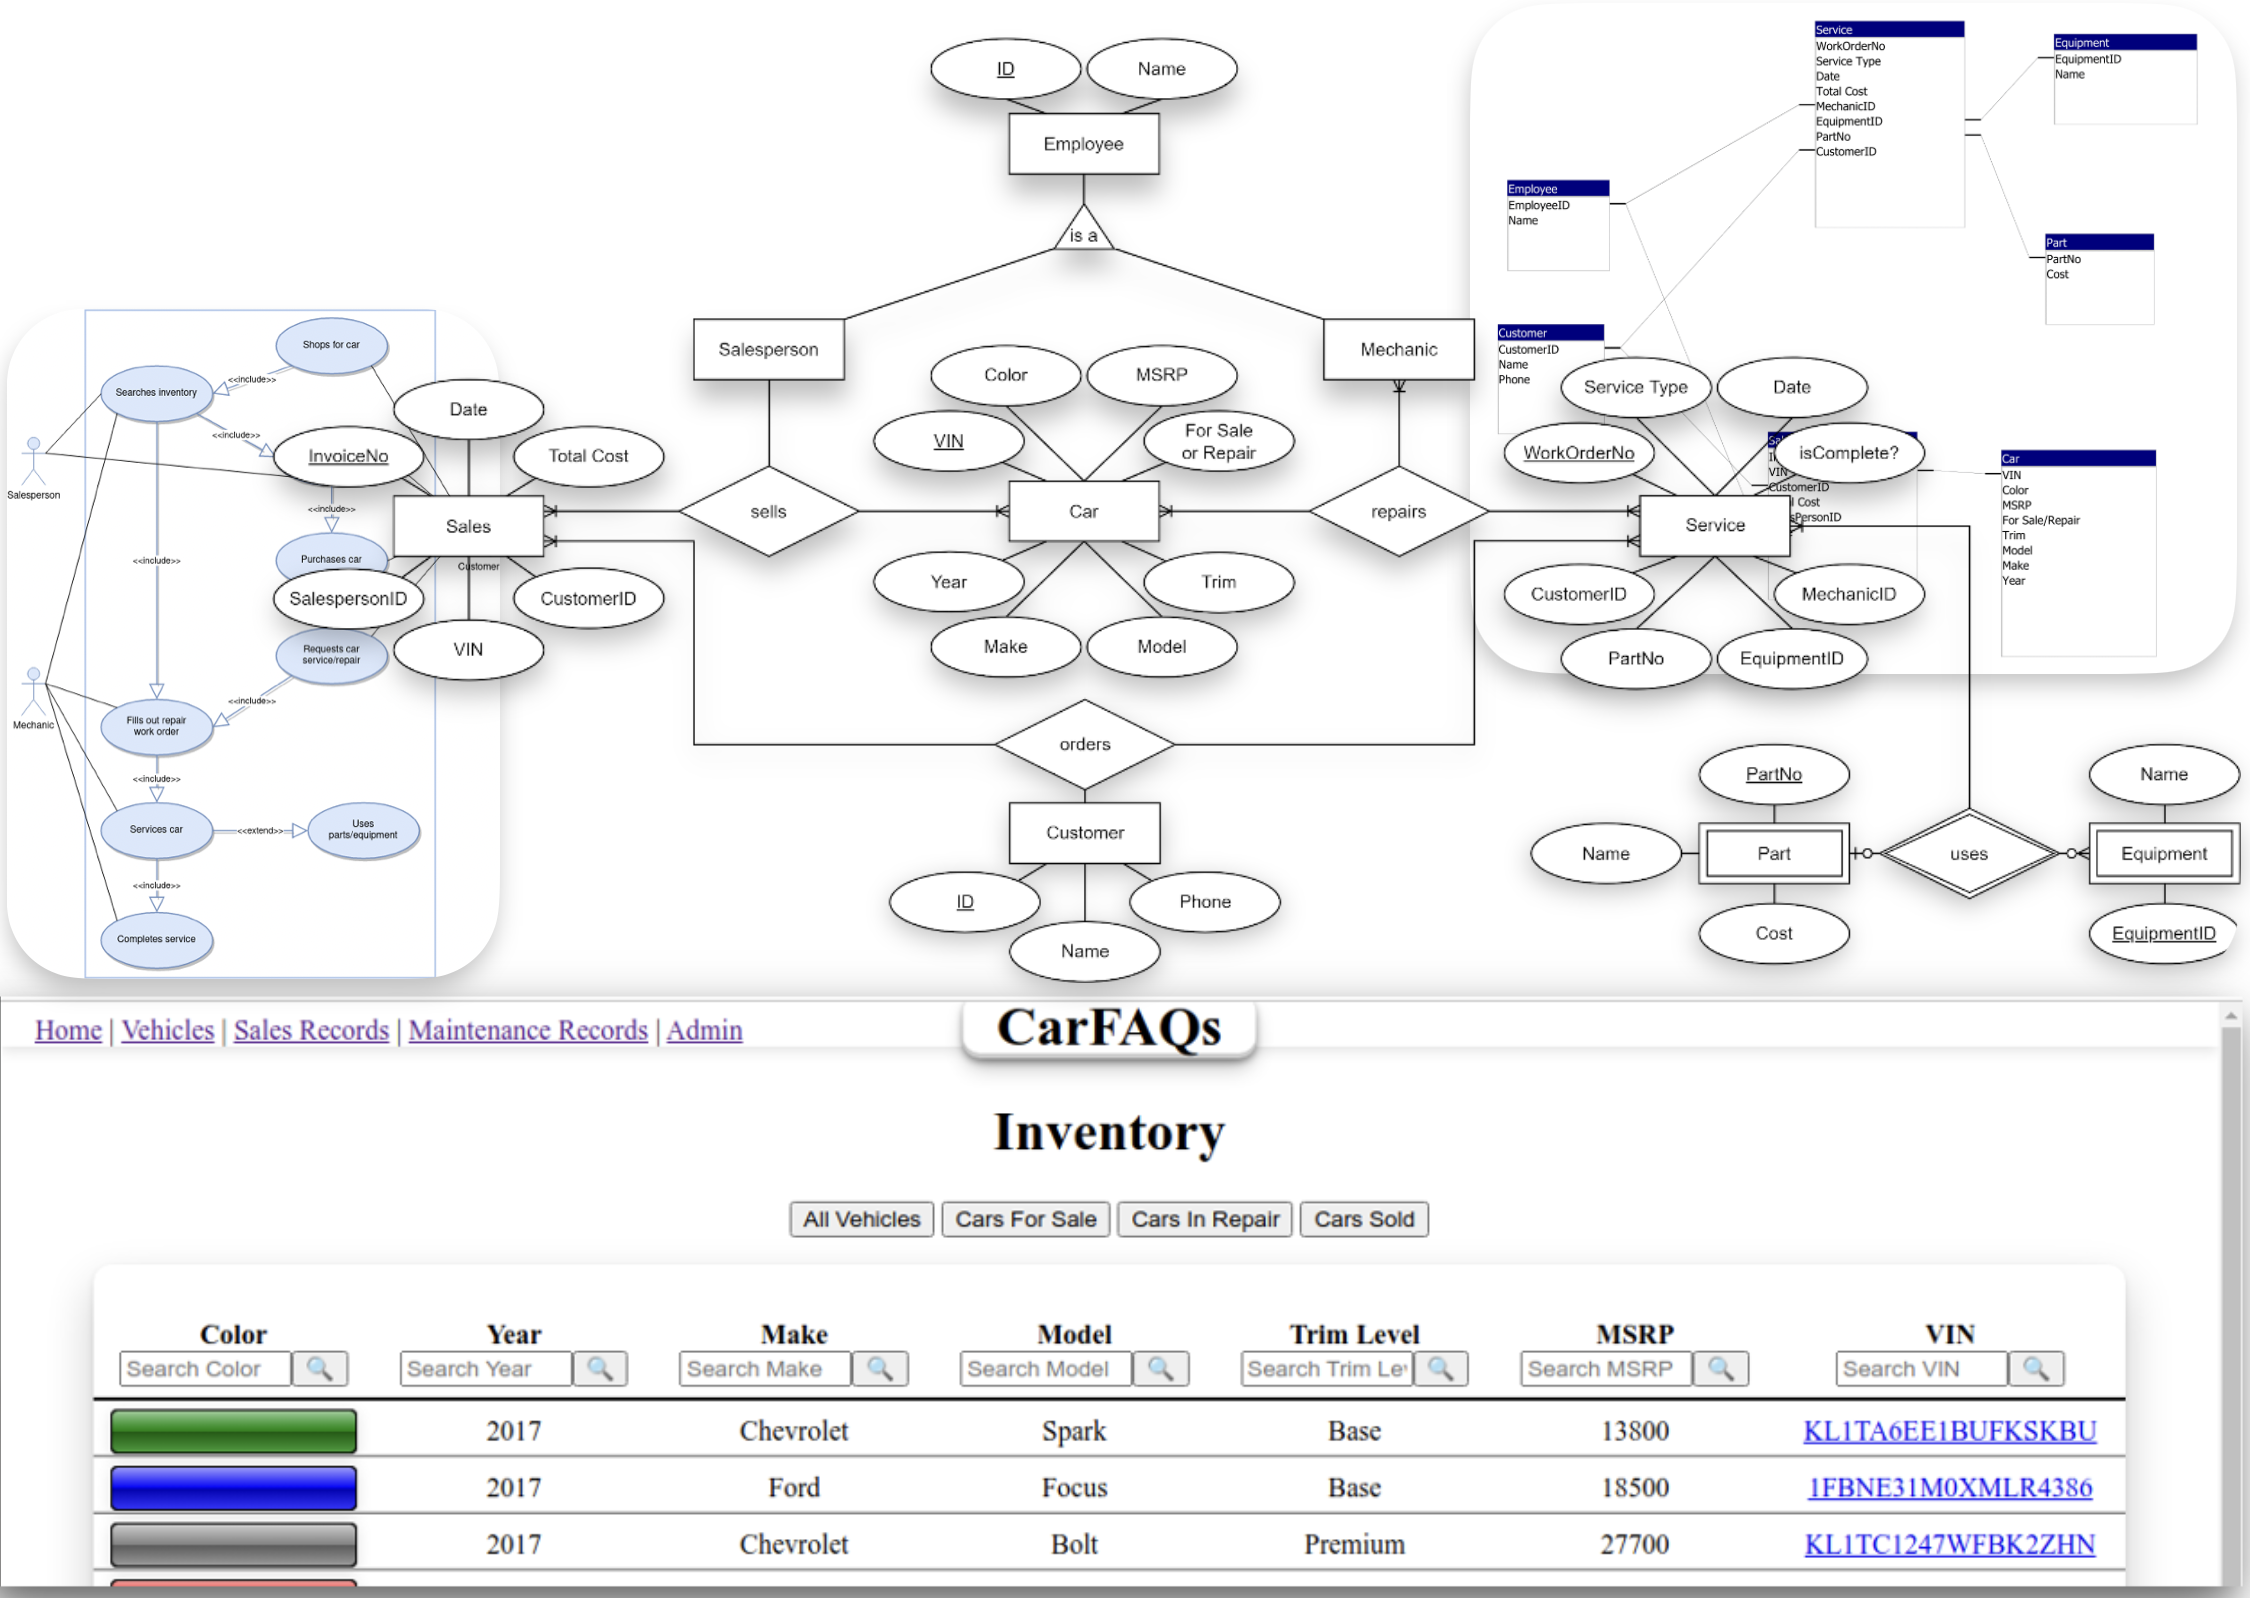 ID
Name
Employee
is a
Salesperson
Mechanic
Color
MSRP
VIN
For Sale
or Repair
Car
Year
Trim
Make
Model
sells
repairs
Date
InvoiceNo
Total Cost
Sales
SalespersonID
CustomerID
VIN
orders
Customer
ID
Phone
Name
Service Type
Date
WorkOrderNo
isComplete?
Service
CustomerID
MechanicID
PartNo
EquipmentID
PartNo
Name
Part
Cost
uses
Name
Equipment
EquipmentID
Shops for car
<<include>>
Searches inventory
<<include>>
Salesperson
<<include>>
<<include>>
Purchases car
Customer
Requests car
service/repair
<<include>>
Mechanic
Fills out repair
work order
<<include>>
Services car
<<extend>>
Uses
parts/equipment
<<include>>
Completes service
Service
WorkOrderNo
Service Type
Date
Total Cost
MechanicID
EquipmentID
PartNo
CustomerID
Equipment
EquipmentID
Name
Employee
EmployeeID
Name
Part
PartNo
Cost
Customer
CustomerID
Name
Phone
VIN
CustomerID
Cost
PersonID
Car
VIN
Color
MSRP
For Sale/Repair
Trim
Model
Make
Year
Home | Vehicles | Sales Records | Maintenance Records | Admin
CarFAQs
Inventory
All Vehicles Cars For Sale Cars In Repair Cars Sold
Color Year Make Model Trim Level MSRP VIN
Search Color Search Year Search Make Search Model Search Trim Le Search MSRP Search VIN
2017 Chevrolet Spark Base 13800 KL1TA6EE1BUFKSKBU
2017 Ford Focus Base 18500 1FBNE31M0XMLR4386
2017 Chevrolet Bolt Premium 27700 KL1TC1247WFBK2ZHN